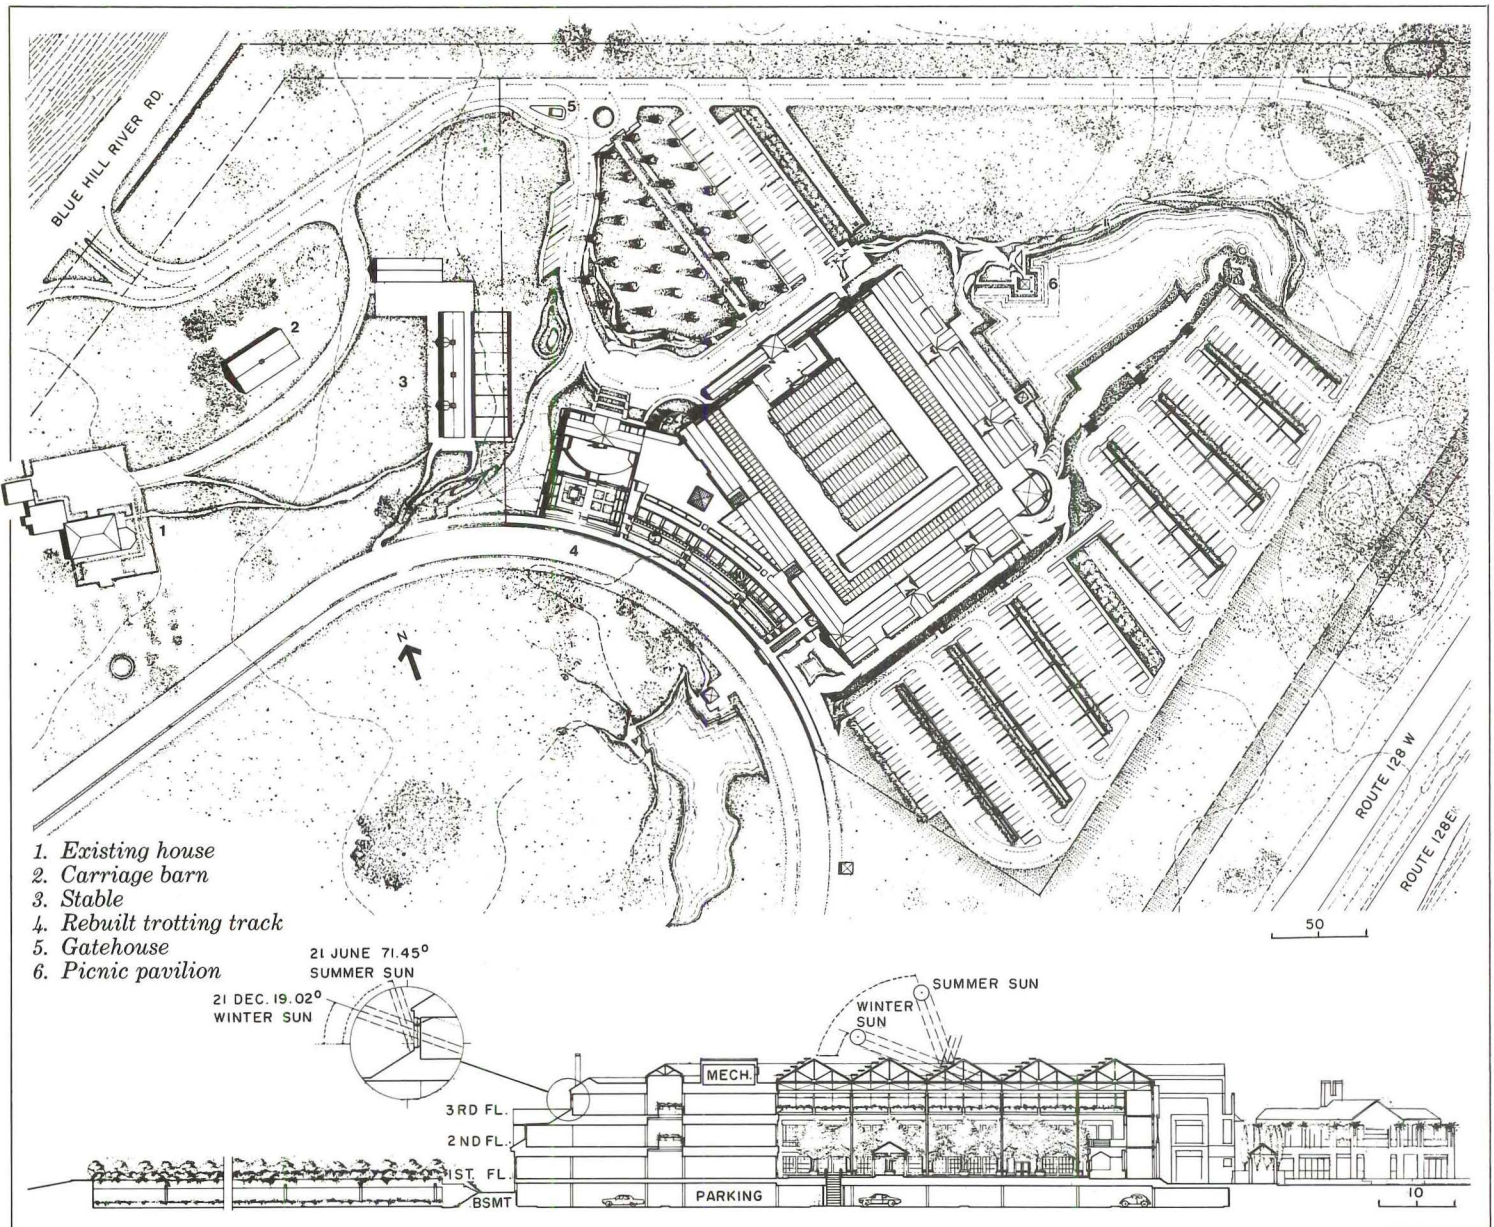 BLUE HILL RIVER RD.
5
2
6
3
1
4
N
ROUTE 128 W
ROUTE 128E
1. Existing house
2. Carriage barn
3. Stable
4. Rebuilt trotting track
5. Gatehouse
6. Picnic pavilion
50
21 JUNE 71.45°
SUMMER SUN
21 DEC. 19.02°
WINTER SUN
SUMMER SUN
WINTER
SUN
MECH.
3RD FL.
2ND FL.
1ST. FL.
BSMT
PARKING
10